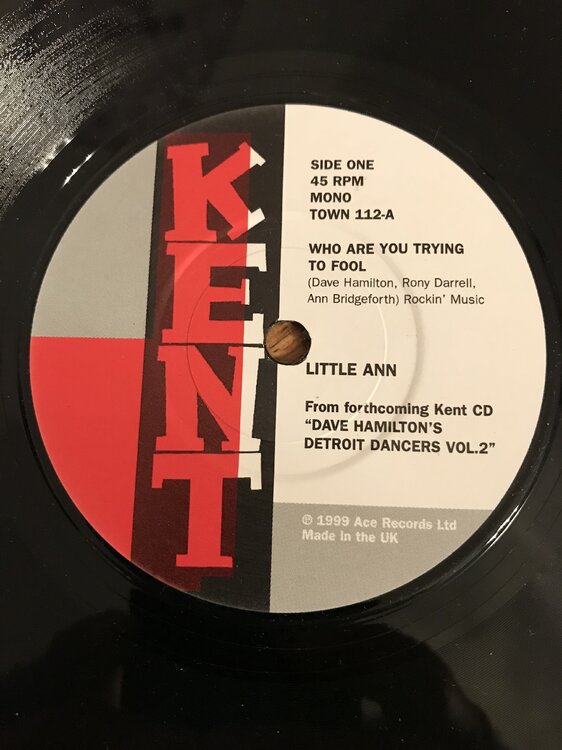 KENT
SIDE ONE
45 RPM
MONO
TOWN 112-A
WHO ARE YOU TRYING
TO FOOL
(Dave Hamilton, Rony Darrell,
Ann Bridgeforth) Rockin' Music
LITTLE ANN
From forthcoming Kent CD
"DAVE HAMILTON'S
DETROIT DANCERS VOL.2"
℗ 1999 Ace Records Ltd
Made in the UK